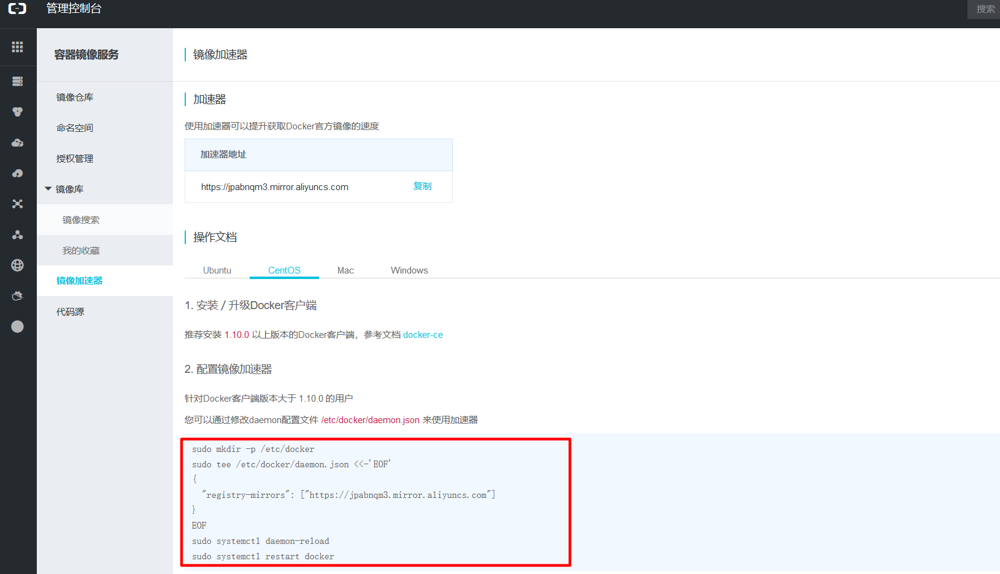 管理控制台
搜索
容器镜像服务
镜像仓库
命名空间
授权管理
镜像库
镜像搜索
我的收藏
镜像加速器
代码源
镜像加速器
加速器
使用加速器可以提升获取Docker官方镜像的速度
加速器地址
https://jpabnqm3.mirror.aliyuncs.com 复制
操作文档
Ubuntu CentOS Mac Windows
1. 安装 / 升级Docker客户端
推荐安装 1.10.0 以上版本的Docker客户端，参考文档 docker-ce
2. 配置镜像加速器
针对Docker客户端版本大于 1.10.0 的用户
您可以通过修改daemon配置文件 /etc/docker/daemon.json 来使用加速器
sudo mkdir -p /etc/docker
sudo tee /etc/docker/daemon.json <<-'EOF'
{
  "registry-mirrors": ["https://jpabnqm3.mirror.aliyuncs.com"]
}
EOF
sudo systemctl daemon-reload
sudo systemctl restart docker